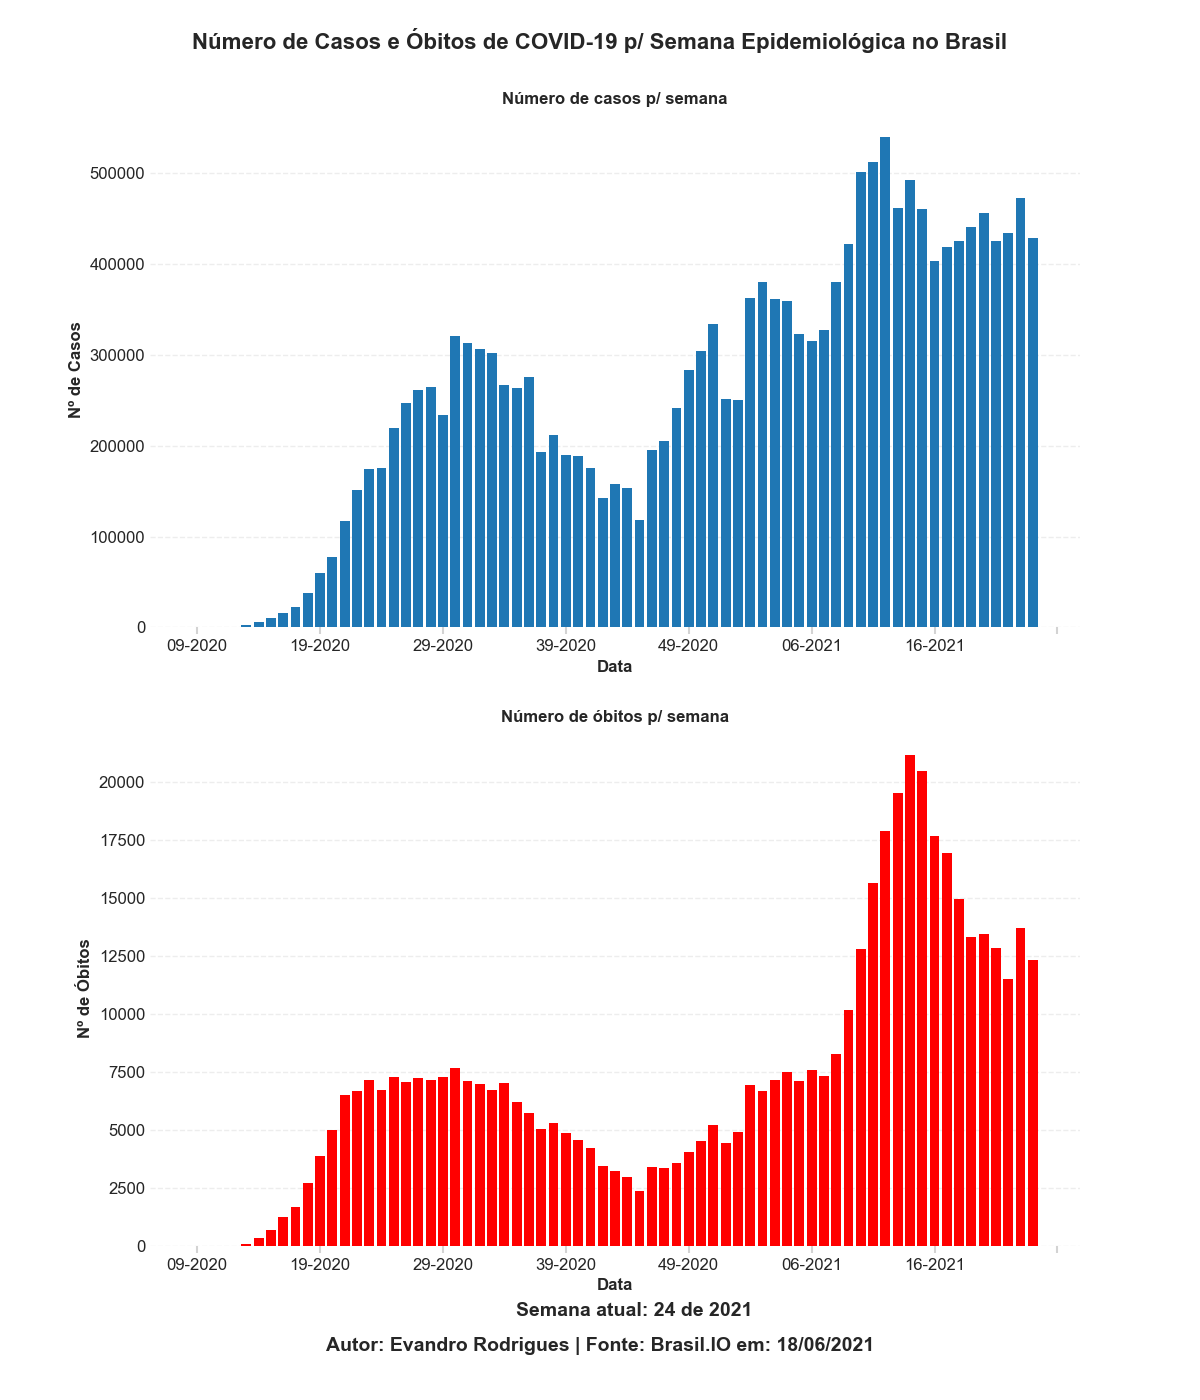 Número de Casos e Óbitos de COVID-19 p/ Semana Epidemiológica no Brasil
Número de casos p/ semana
500000
400000
300000
200000
100000
0
Nº de Casos
09-2020 19-2020 29-2020 39-2020 49-2020 06-2021 16-2021
Data
Número de óbitos p/ semana
20000
17500
15000
12500
10000
7500
5000
2500
0
Nº de Óbitos
09-2020 19-2020 29-2020 39-2020 49-2020 06-2021 16-2021
Data
Semana atual: 24 de 2021
Autor: Evandro Rodrigues | Fonte: Brasil.IO em: 18/06/2021